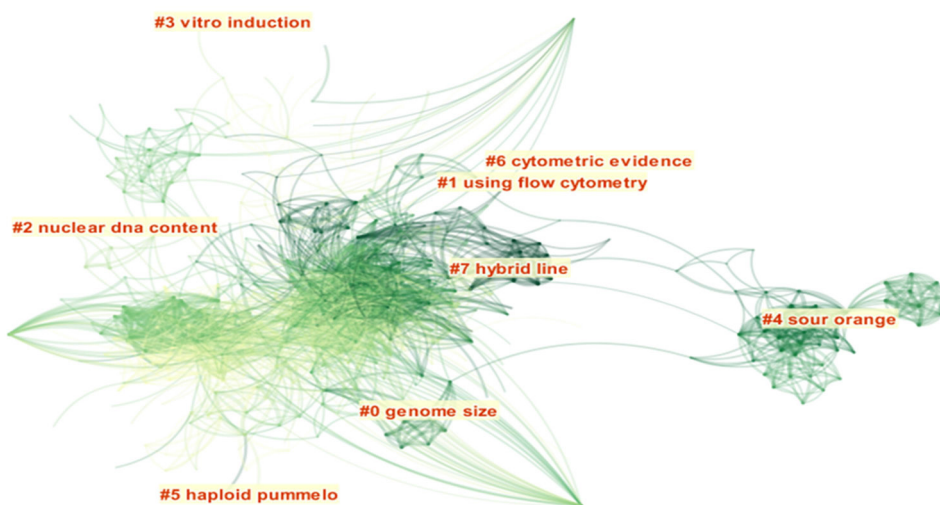 #3 vitro induction
#6 cytometric evidence
#1 using flow cytometry
#2 nuclear dna content
#7 hybrid line
#4 sour orange
#0 genome size
#5 haploid pummelo